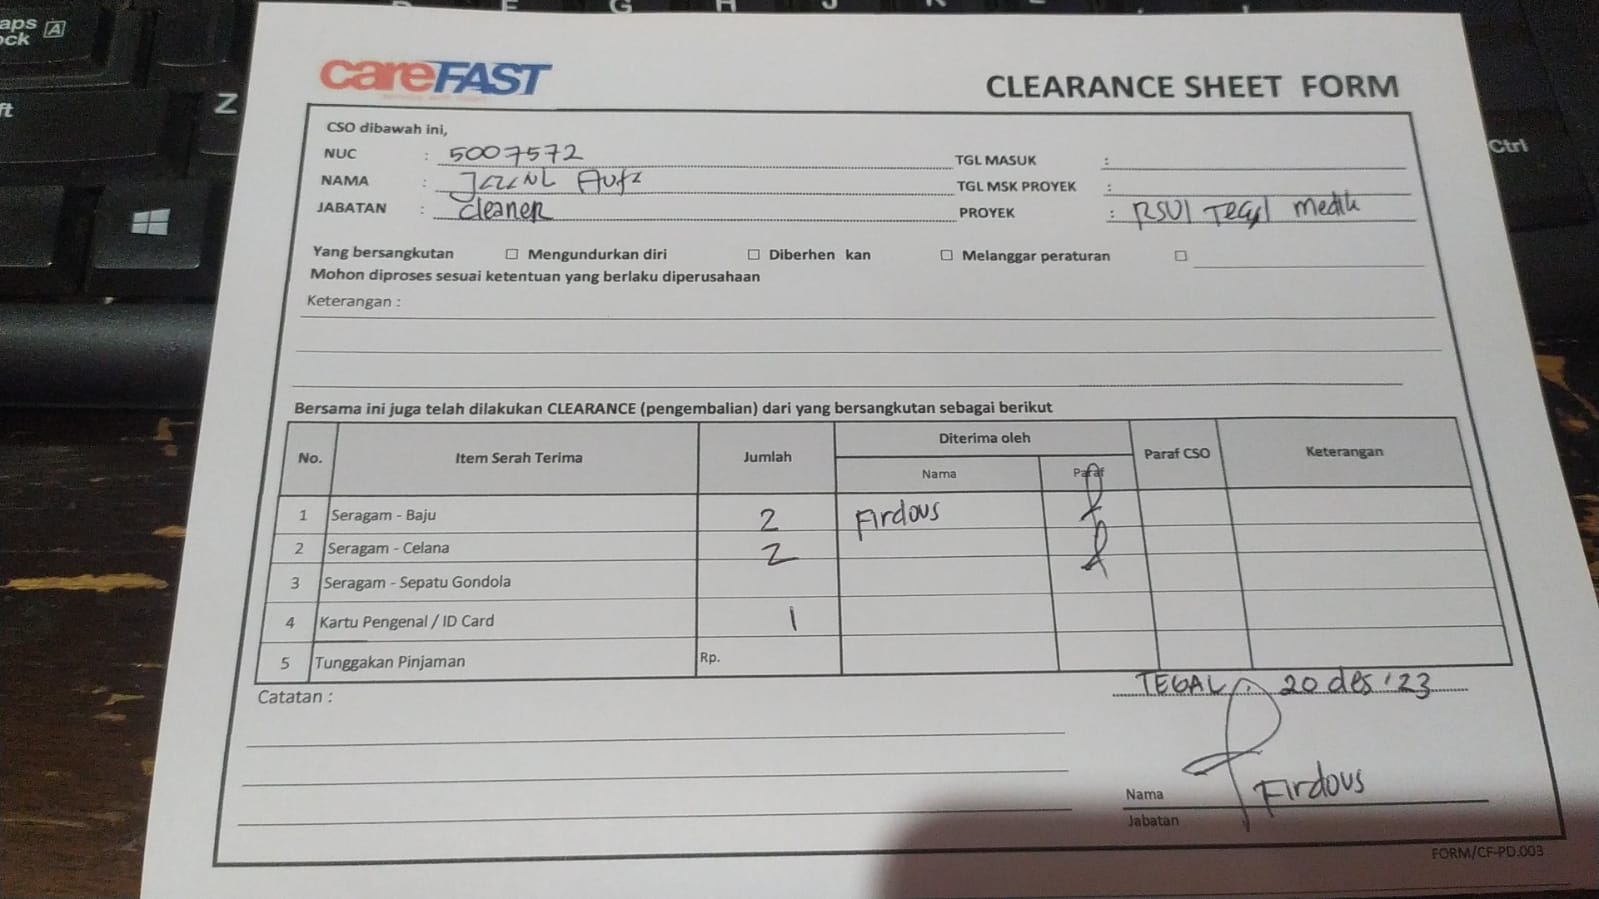 aps A
ock
Z
Ctrl
careFAST
CLEARANCE SHEET FORM
CSO dibawah ini,
NUC : 5007572
TGL MASUK :
NAMA :
TGL MSK PROYEK :
JABATAN : Cleaner
PROYEK : RSUI Tegal medik
Yang bersangkutan Mengundurkan diri Diberhen kan Melanggar peraturan
Mohon diproses sesuai ketentuan yang berlaku diperusahaan
Keterangan :
Bersama ini juga telah dilakukan CLEARANCE (pengembalian) dari yang bersangkutan sebagai berikut
No. Item Serah Terima Jumlah Diterima oleh Paraf CSO Keterangan
Nama Paraf
1 Seragam - Baju 2 Firdous
2 Seragam - Celana 2
3 Seragam - Sepatu Gondola
4 Kartu Pengenal / ID Card 1
5 Tunggakan Pinjaman Rp.
TEGAL, 20 des '23
Catatan :
Nama Firdous
Jabatan
FORM/CF-PD.003